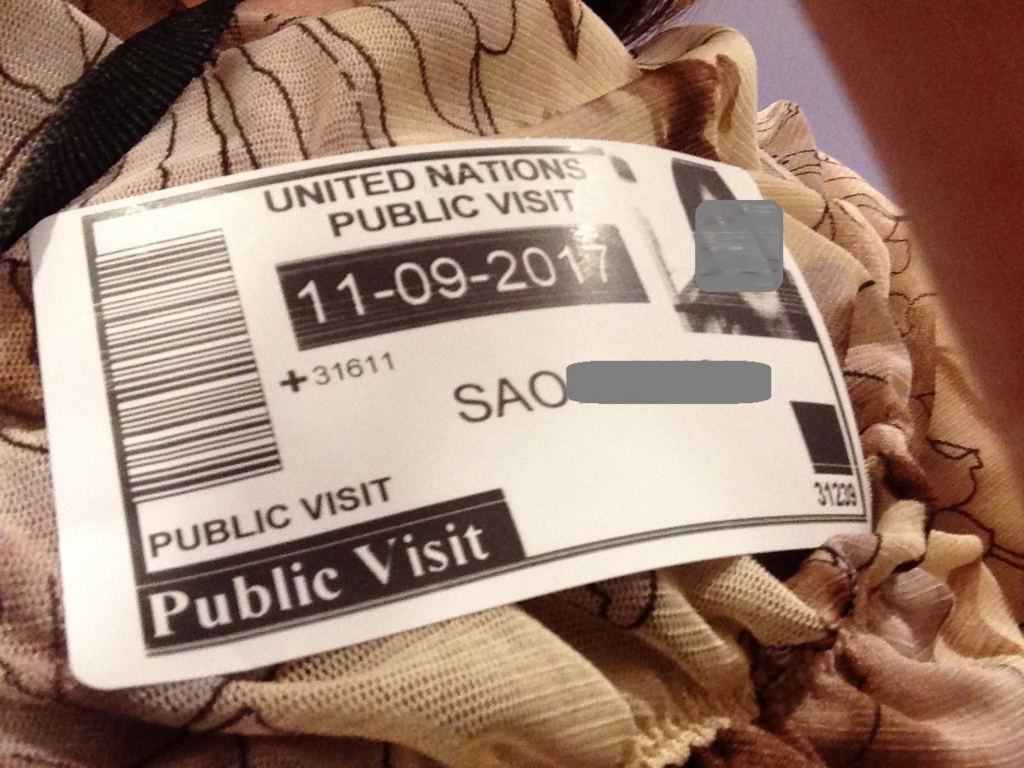 UNITED NATIONS
PUBLIC VISIT
11-09-2017
+31611
SAO
31239
PUBLIC VISIT
Public Visit